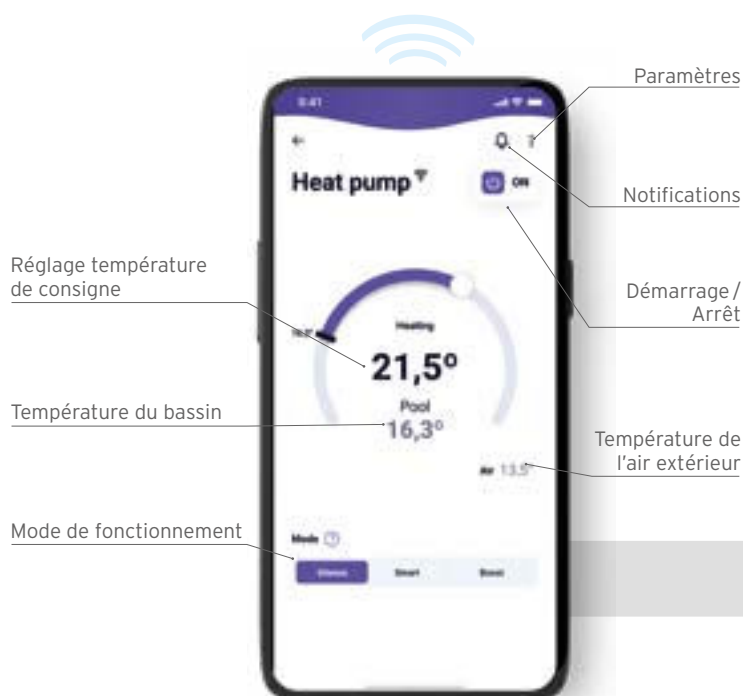 Paramètres
9:41
Heat pump
ON
Notifications
Réglage température
de consigne
Démarrage /
Arrêt
Heating
21,5°
Pool
16,3°
Température du bassin
Température de
l'air extérieur
Air 13.5°
Mode de fonctionnement
Mode ?
Silence Smart Boost